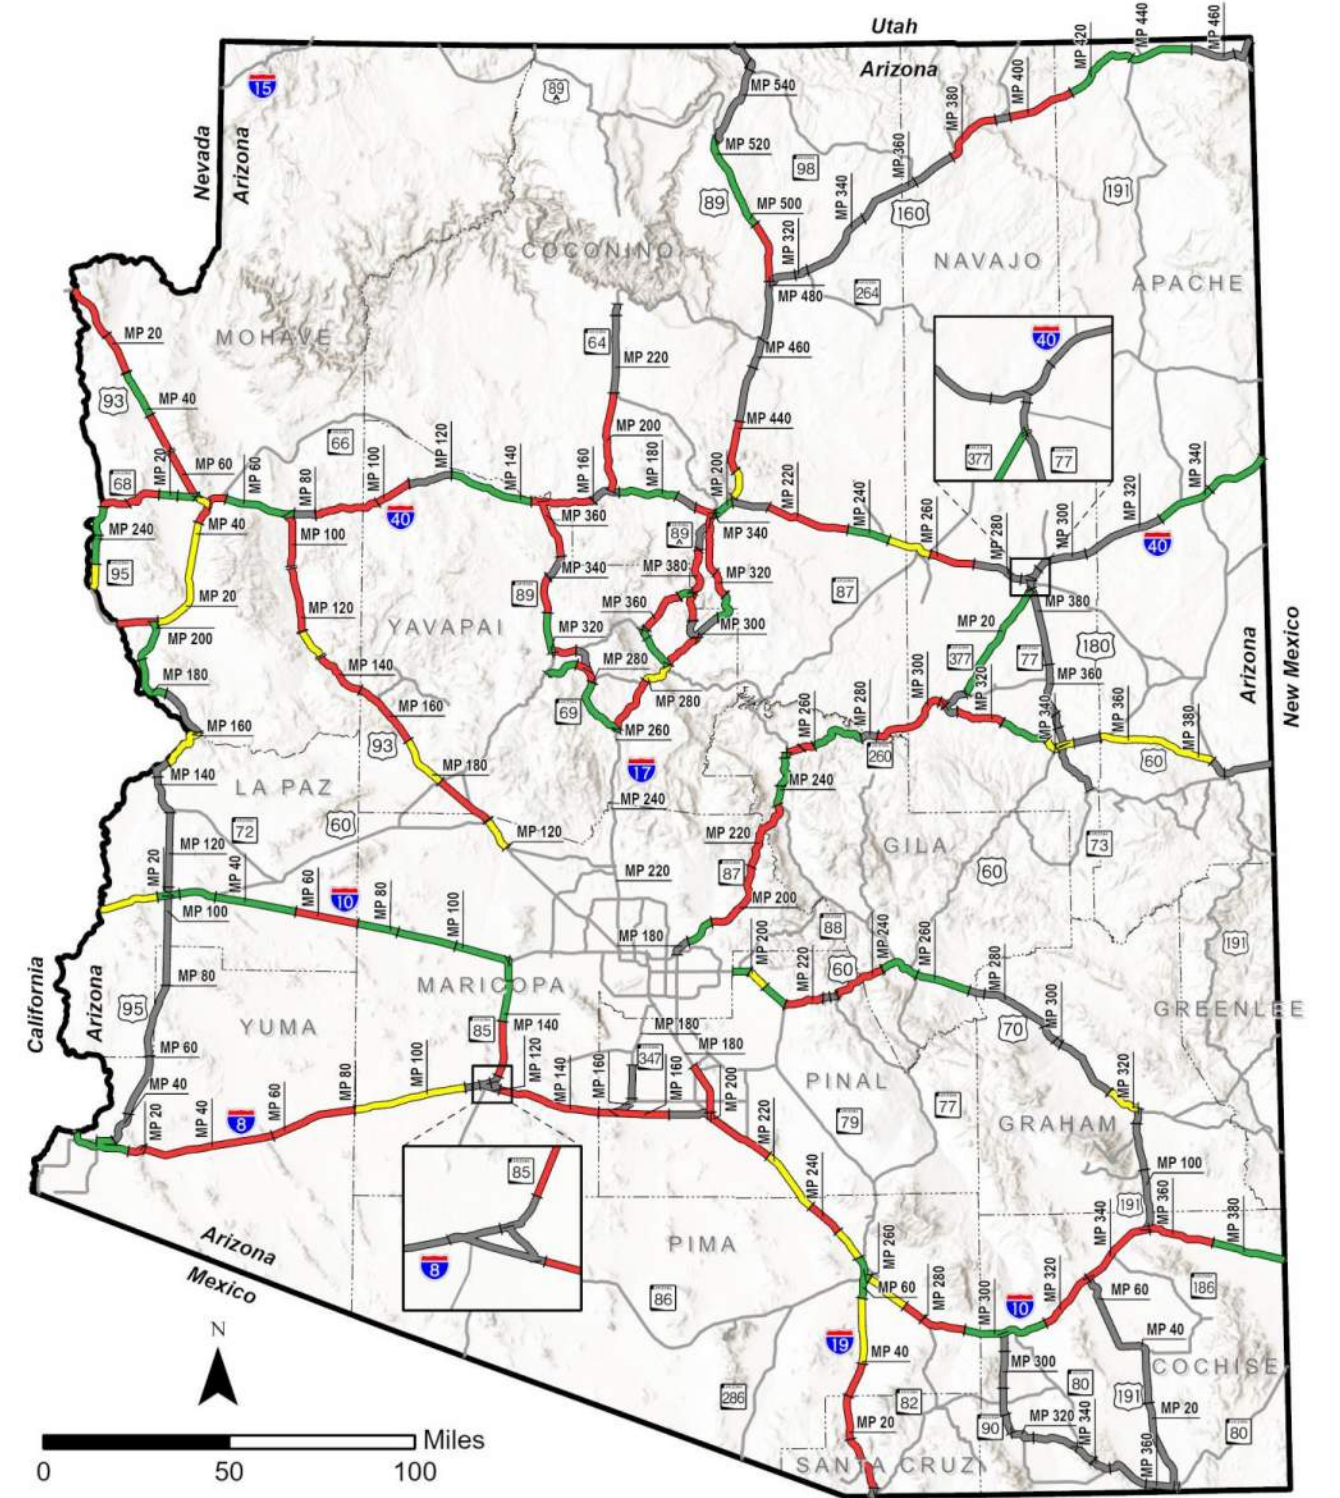 Utah
Arizona
MP 420
MP 440
MP 460
15
89
A
MP 540
MP 400
MP 380
Nevada
Arizona
MP 520
98
MP 360
191
89
MP 500
MP 340
160
MP 320
COCONINO
NAVAJO
APACHE
264
MP 480
MP 20
MOHAVE
64
MP 220
MP 460
40
93
MP 40
377
77
MP 440
MP 200
66
MP 120
MP 20
MP 60
MP 60
MP 80
MP 100
MP 140
MP 160
MP 180
MP 200
MP 220
MP 240
MP 260
MP 280
MP 300
MP 320
MP 340
68
MP 240
MP 40
MP 100
40
MP 360
89
A
MP 340
40
95
MP 340
MP 380
MP 320
MP 20
MP 120
89
MP 360
87
MP 380
MP 200
YAVAPAI
MP 320
MP 300
MP 20
180
Arizona
New Mexico
MP 180
MP 140
MP 280
MP 300
377
77
MP 360
MP 160
MP 280
MP 320
MP 160
69
MP 260
MP 260
MP 280
MP 340
MP 360
MP 380
93
260
60
MP 140
MP 180
17
MP 240
LA PAZ
MP 240
72
60
MP 120
MP 220
MP 120
GILA
73
MP 20
MP 40
MP 60
10
MP 80
MP 100
MP 220
87
60
MP 100
MP 200
88
191
MP 180
MP 200
MP 220
60
MP 240
MP 260
MP 280
California
Arizona
MP 80
MARICOPA
95
YUMA
85
MP 140
MP 180
MP 300
70
GREENLEE
MP 60
MP 120
347
MP 180
MP 40
MP 100
MP 140
MP 160
MP 160
MP 200
PINAL
MP 320
MP 20
MP 40
8
MP 60
MP 80
MP 220
79
77
GRAHAM
85
MP 240
MP 100
191
MP 360
MP 340
MP 380
Arizona
Mexico
PIMA
8
MP 260
MP 60
MP 280
MP 300
10
MP 320
MP 60
186
86
N
19
MP 40
MP 300
MP 40
COCHISE
80
286
82
191
MP 20
MP 20
90
MP 320
MP 340
80
Miles
SANTA CRUZ
MP 360
0
50
100